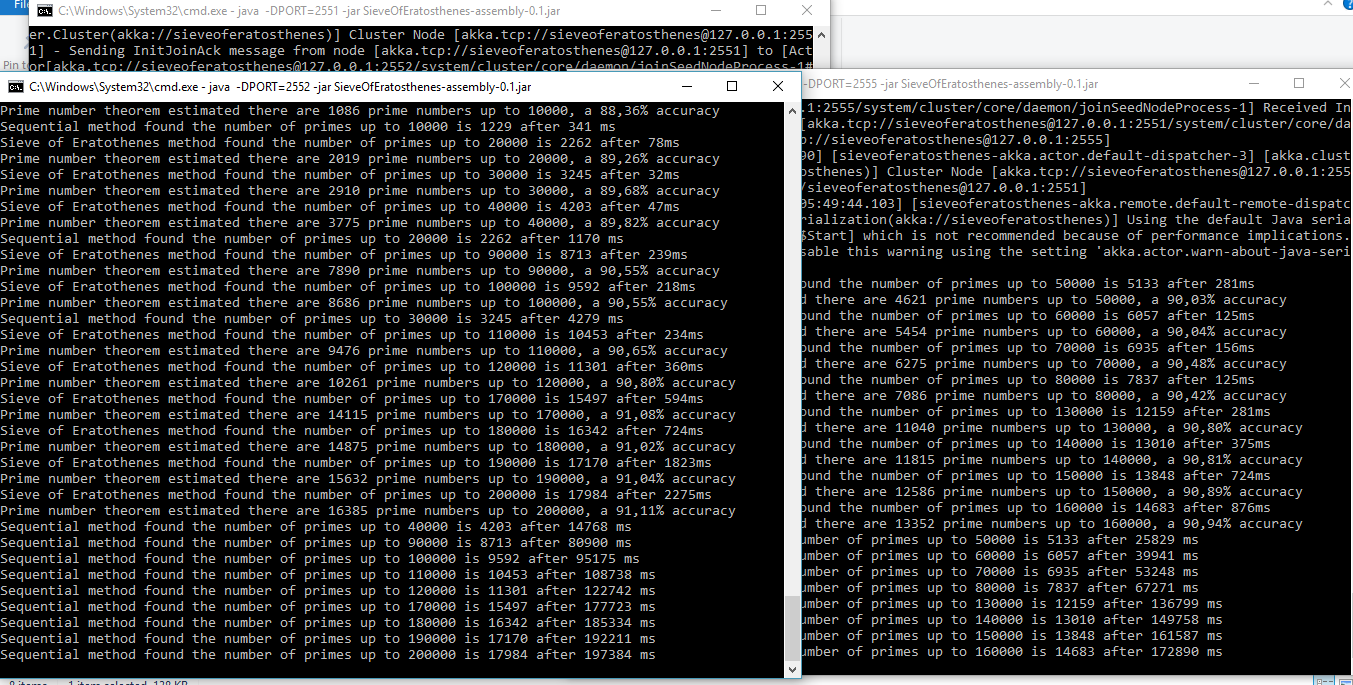 Fil
C:\Windows\System32\cmd.exe - java -DPORT=2551 -jar SieveOfEratosthenes-assembly-0.1.jar
er.Cluster(akka://sieveoferatosthenes)] Cluster Node [akka.tcp://sieveoferatosthenes@127.0.0.1:255
1] - Sending InitJoinAck message from node [akka.tcp://sieveoferatosthenes@127.0.0.1:2551] to [Act
or[akka.tcp://sieveoferatosthenes@127.0.0.1:2552/system/cluster/core/daemon/joinSeedNodeProcess-1#
Pin to
C:\Windows\System32\cmd.exe - java -DPORT=2552 -jar SieveOfEratosthenes-assembly-0.1.jar
Prime number theorem estimated there are 1086 prime numbers up to 10000, a 88,36% accuracy
Sequential method found the number of primes up to 10000 is 1229 after 341 ms
Sieve of Eratothenes method found the number of primes up to 20000 is 2262 after 78ms
Prime number theorem estimated there are 2019 prime numbers up to 20000, a 89,26% accuracy
Sieve of Eratothenes method found the number of primes up to 30000 is 3245 after 32ms
Prime number theorem estimated there are 2910 prime numbers up to 30000, a 89,68% accuracy
Sieve of Eratothenes method found the number of primes up to 40000 is 4203 after 47ms
Prime number theorem estimated there are 3775 prime numbers up to 40000, a 89,82% accuracy
Sequential method found the number of primes up to 20000 is 2262 after 1170 ms
Sieve of Eratothenes method found the number of primes up to 90000 is 8713 after 239ms
Prime number theorem estimated there are 7890 prime numbers up to 90000, a 90,55% accuracy
Sieve of Eratothenes method found the number of primes up to 100000 is 9592 after 218ms
Prime number theorem estimated there are 8686 prime numbers up to 100000, a 90,55% accuracy
Sequential method found the number of primes up to 30000 is 3245 after 4279 ms
Sieve of Eratothenes method found the number of primes up to 110000 is 10453 after 234ms
Prime number theorem estimated there are 9476 prime numbers up to 110000, a 90,65% accuracy
Sieve of Eratothenes method found the number of primes up to 120000 is 11301 after 360ms
Prime number theorem estimated there are 10261 prime numbers up to 120000, a 90,80% accuracy
Sieve of Eratothenes method found the number of primes up to 170000 is 15497 after 594ms
Prime number theorem estimated there are 14115 prime numbers up to 170000, a 91,08% accuracy
Sieve of Eratothenes method found the number of primes up to 180000 is 16342 after 724ms
Prime number theorem estimated there are 14875 prime numbers up to 180000, a 91,02% accuracy
Sieve of Eratothenes method found the number of primes up to 190000 is 17170 after 1823ms
Prime number theorem estimated there are 15632 prime numbers up to 190000, a 91,04% accuracy
Sieve of Eratothenes method found the number of primes up to 200000 is 17984 after 2275ms
Prime number theorem estimated there are 16385 prime numbers up to 200000, a 91,11% accuracy
Sequential method found the number of primes up to 40000 is 4203 after 14768 ms
Sequential method found the number of primes up to 90000 is 8713 after 80900 ms
Sequential method found the number of primes up to 100000 is 9592 after 95175 ms
Sequential method found the number of primes up to 110000 is 10453 after 108738 ms
Sequential method found the number of primes up to 120000 is 11301 after 122742 ms
Sequential method found the number of primes up to 170000 is 15497 after 177723 ms
Sequential method found the number of primes up to 180000 is 16342 after 185334 ms
Sequential method found the number of primes up to 190000 is 17170 after 192211 ms
Sequential method found the number of primes up to 200000 is 17984 after 197384 ms
-DPORT=2555 -jar SieveOfEratosthenes-assembly-0.1.jar
.1:2555/system/cluster/core/daemon/joinSeedNodeProcess-1] Received In
[akka.tcp://sieveoferatosthenes@127.0.0.1:2551/system/cluster/core/da
p://sieveoferatosthenes@127.0.0.1:2555]
90] [sieveoferatosthenes-akka.actor.default-dispatcher-3] [akka.clust
osthenes)] Cluster Node [akka.tcp://sieveoferatosthenes@127.0.0.1:255
/sieveoferatosthenes@127.0.0.1:2551]
05:49:44.103] [sieveoferatosthenes-akka.remote.default-remote-dispatc
rialization(akka://sieveoferatosthenes)] Using the default Java seria
$Start] which is not recommended because of performance implications.
sable this warning using the setting 'akka.actor.warn-about-java-seri
ound the number of primes up to 50000 is 5133 after 281ms
d there are 4621 prime numbers up to 50000, a 90,03% accuracy
ound the number of primes up to 60000 is 6057 after 125ms
d there are 5454 prime numbers up to 60000, a 90,04% accuracy
ound the number of primes up to 70000 is 6935 after 156ms
d there are 6275 prime numbers up to 70000, a 90,48% accuracy
ound the number of primes up to 80000 is 7837 after 125ms
d there are 7086 prime numbers up to 80000, a 90,42% accuracy
ound the number of primes up to 130000 is 12159 after 281ms
d there are 11040 prime numbers up to 130000, a 90,80% accuracy
ound the number of primes up to 140000 is 13010 after 375ms
d there are 11815 prime numbers up to 140000, a 90,81% accuracy
ound the number of primes up to 150000 is 13848 after 724ms
d there are 12586 prime numbers up to 150000, a 90,89% accuracy
ound the number of primes up to 160000 is 14683 after 876ms
d there are 13352 prime numbers up to 160000, a 90,94% accuracy
umber of primes up to 50000 is 5133 after 25829 ms
umber of primes up to 60000 is 6057 after 39941 ms
umber of primes up to 70000 is 6935 after 53248 ms
umber of primes up to 80000 is 7837 after 67271 ms
umber of primes up to 130000 is 12159 after 136799 ms
umber of primes up to 140000 is 13010 after 149758 ms
umber of primes up to 150000 is 13848 after 161587 ms
umber of primes up to 160000 is 14683 after 172890 ms